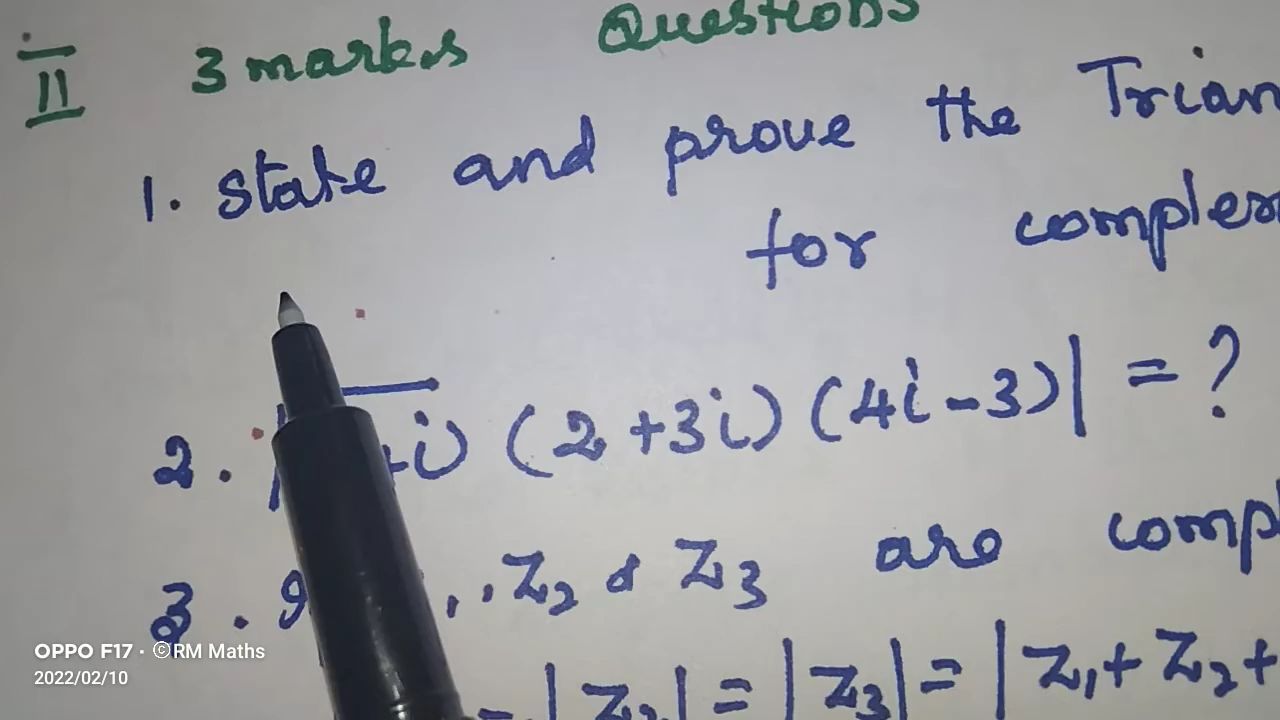 II 3 marks Questions
1. State and prove the Trian
for complex
2. | +i) (2+3i) (4i-3)| = ?
3. z₂ & z₃ are comp
= |z₂| = |z₃| = |z₁+z₂+
OPPO F17 · ©RM Maths
2022/02/10